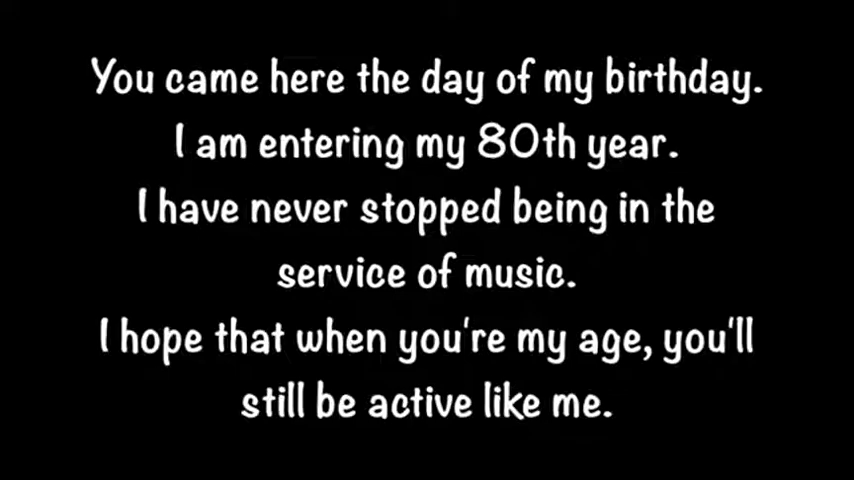 You came here the day of my birthday.
I am entering my 80th year.
I have never stopped being in the
service of music.
I hope that when you're my age, you'll
still be active like me.